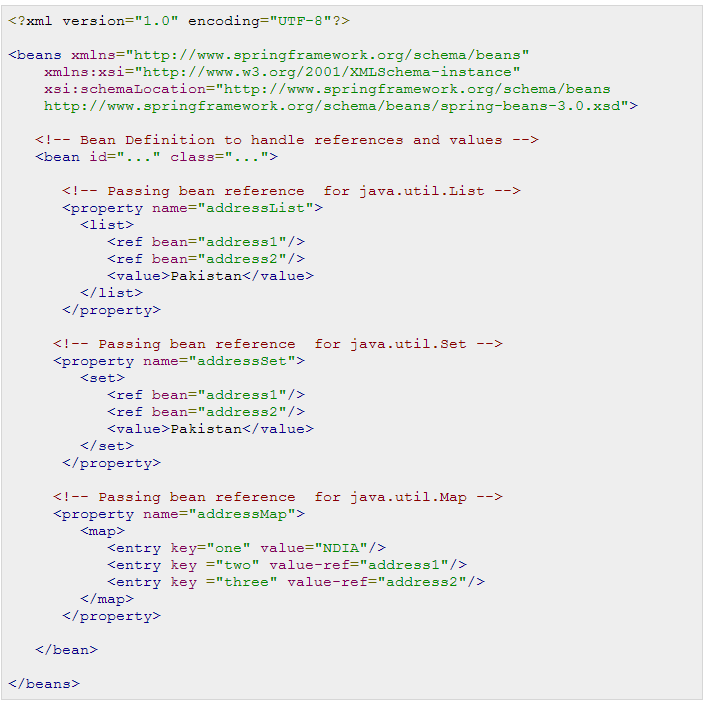 <?xml version="1.0" encoding="UTF-8"?>

<beans xmlns="http://www.springframework.org/schema/beans"
    xmlns:xsi="http://www.w3.org/2001/XMLSchema-instance"
    xsi:schemaLocation="http://www.springframework.org/schema/beans
    http://www.springframework.org/schema/beans/spring-beans-3.0.xsd">

   <!-- Bean Definition to handle references and values -->
   <bean id="..." class="...">

      <!-- Passing bean reference  for java.util.List -->
      <property name="addressList">
        <list>
           <ref bean="address1"/>
           <ref bean="address2"/>
           <value>Pakistan</value>
        </list>
      </property>

     <!-- Passing bean reference  for java.util.Set -->
     <property name="addressSet">
        <set>
           <ref bean="address1"/>
           <ref bean="address2"/>
           <value>Pakistan</value>
        </set>
      </property>

     <!-- Passing bean reference  for java.util.Map -->
     <property name="addressMap">
        <map>
           <entry key="one" value="NDIA"/>
           <entry key ="two" value-ref="address1"/>
           <entry key ="three" value-ref="address2"/>
        </map>
      </property>

   </bean>

</beans>